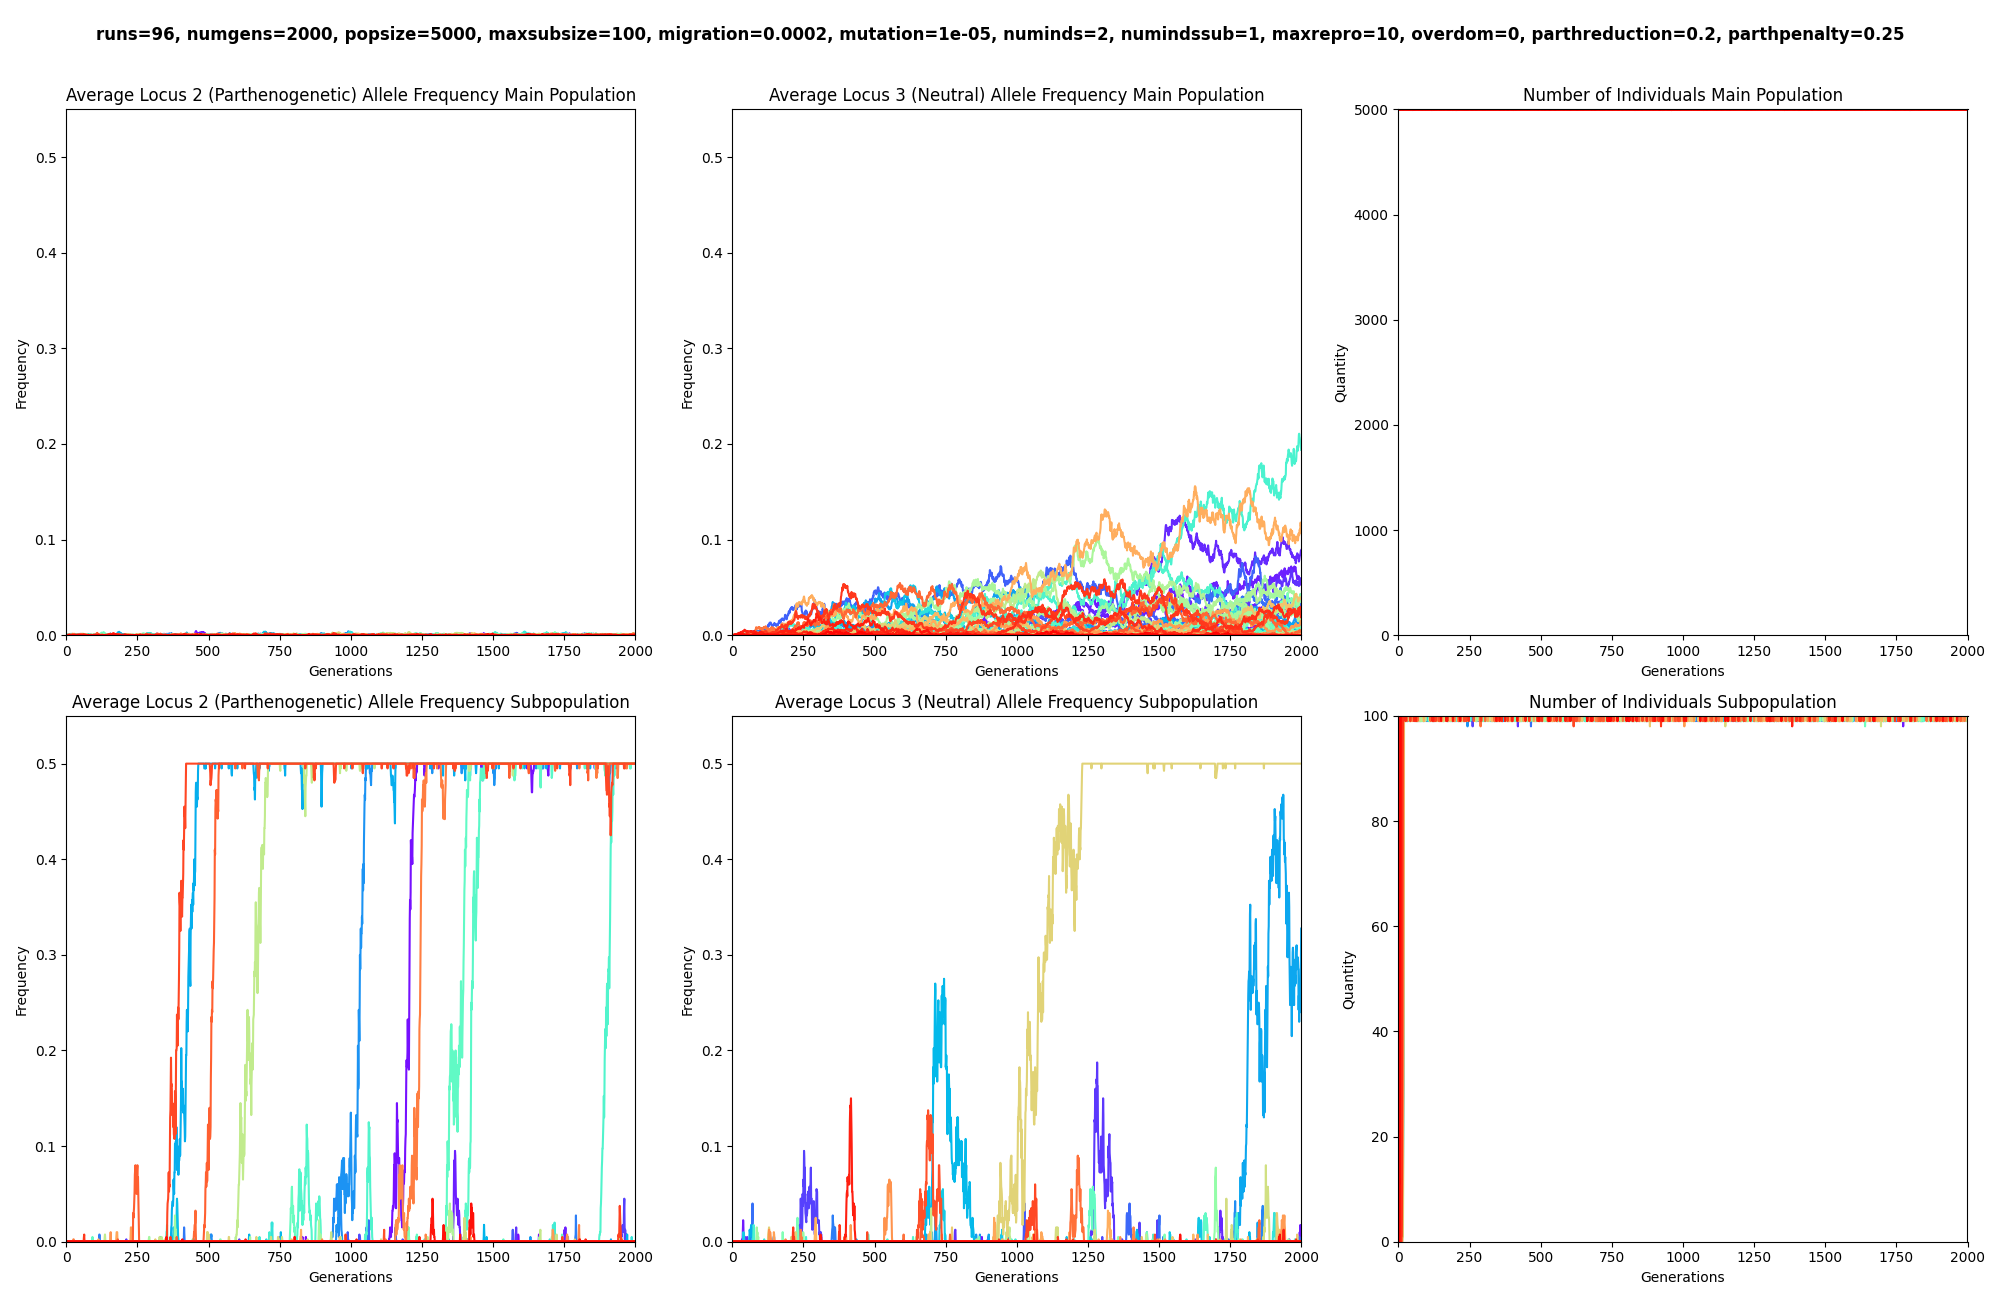 runs=96, numgens=2000, popsize=5000, maxsubsize=100, migration=0.0002, mutation=1e-05, numinds=2, numindssub=1, maxrepro=10, overdom=0, parthreduction=0.2, parthpenalty=0.25
Average Locus 2 (Parthenogenetic) Allele Frequency Main Population
Frequency
0.5
0.4
0.3
0.2
0.1
0.0
0 250 500 750 1000 1250 1500 1750 2000
Generations
Average Locus 3 (Neutral) Allele Frequency Main Population
Frequency
0.5
0.4
0.3
0.2
0.1
0.0
0 250 500 750 1000 1250 1500 1750 2000
Generations
Number of Individuals Main Population
Quantity
5000
4000
3000
2000
1000
0
0 250 500 750 1000 1250 1500 1750 2000
Generations
Average Locus 2 (Parthenogenetic) Allele Frequency Subpopulation
Frequency
0.5
0.4
0.3
0.2
0.1
0.0
0 250 500 750 1000 1250 1500 1750 2000
Generations
Average Locus 3 (Neutral) Allele Frequency Subpopulation
Frequency
0.5
0.4
0.3
0.2
0.1
0.0
0 250 500 750 1000 1250 1500 1750 2000
Generations
Number of Individuals Subpopulation
Quantity
100
80
60
40
20
0
0 250 500 750 1000 1250 1500 1750 2000
Generations